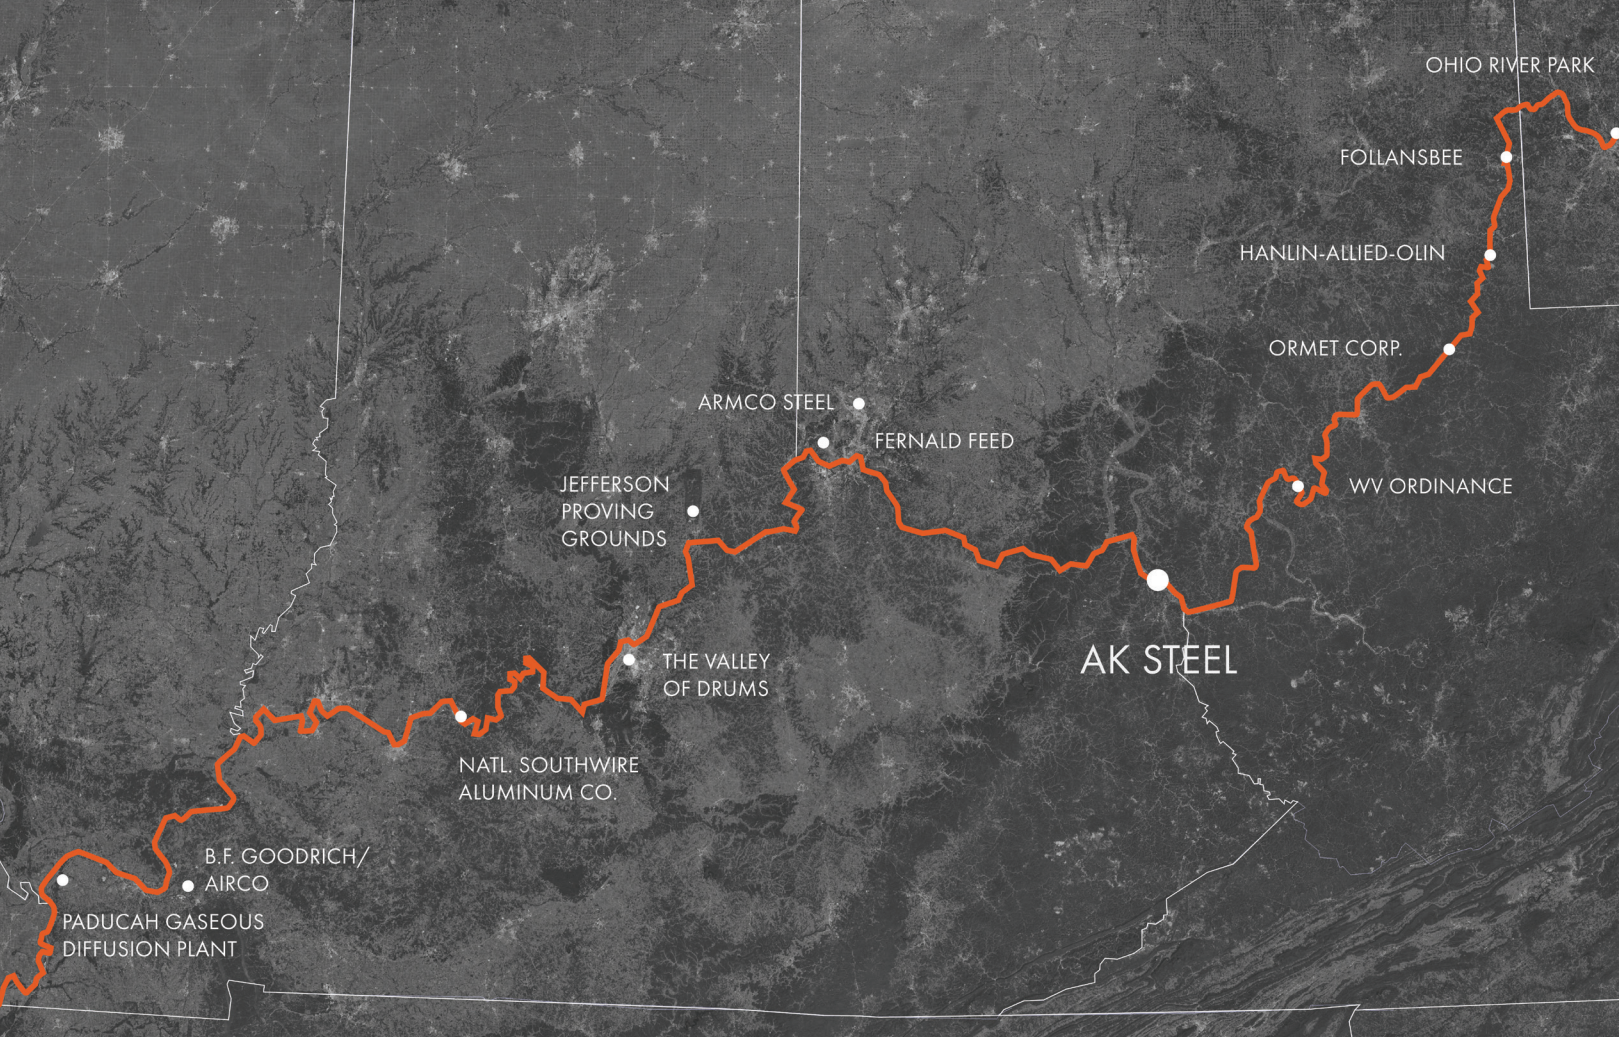 OHIO RIVER PARK
FOLLANSBEE
HANLIN-ALLIED-OLIN
ORMET CORP.
ARMCO STEEL
FERNALD FEED
JEFFERSON
PROVING
GROUNDS
WV ORDINANCE
AK STEEL
THE VALLEY
OF DRUMS
NATL. SOUTHWIRE
ALUMINUM CO.
B.F. GOODRICH/
AIRCO
PADUCAH GASEOUS
DIFFUSION PLANT